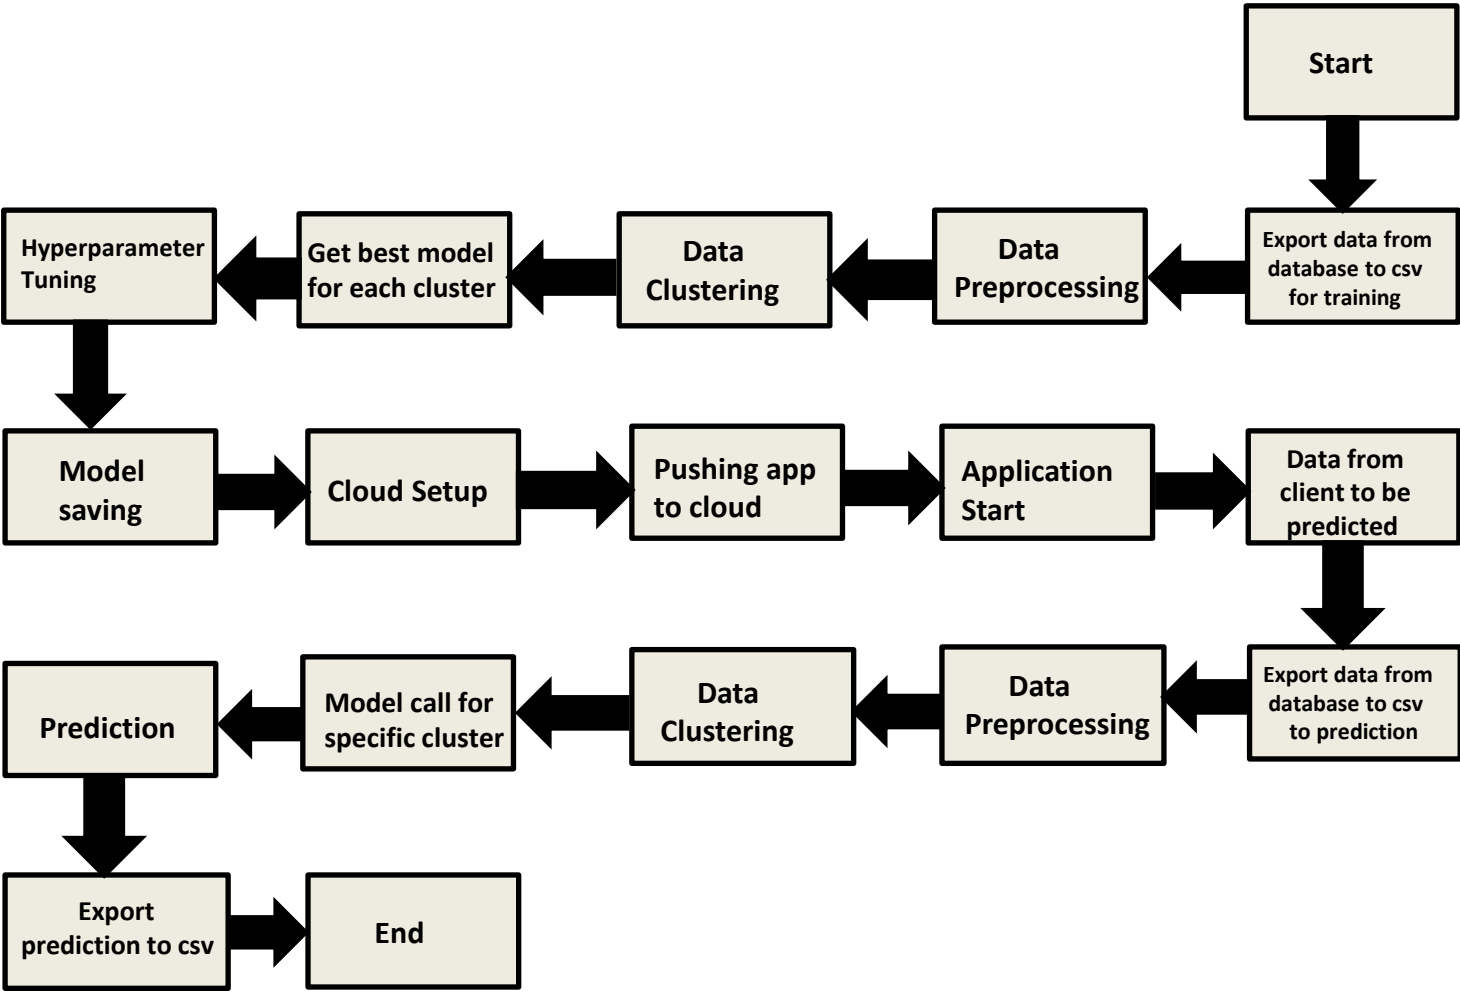 Start
Export data from
database to csv
for training
Data
Preprocessing
Data
Clustering
Get best model
for each cluster
Hyperparameter
Tuning
Model
saving
Cloud Setup
Pushing app
to cloud
Application
Start
Data from
client to be
predicted
Export data from
database to csv
to prediction
Data
Preprocessing
Data
Clustering
Model call for
specific cluster
Prediction
Export
prediction to csv
End